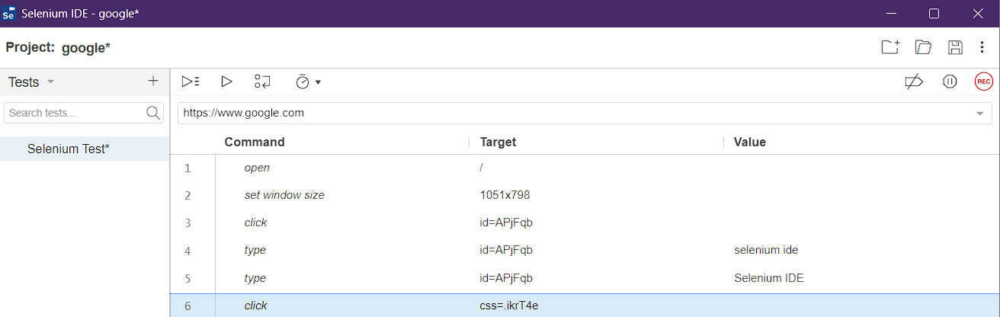 Se Selenium IDE - google*
Project: google*
Tests
REC
Search tests...
https://www.google.com
Selenium Test*
Command Target Value
1 open /
2 set window size 1051x798
3 click id=APjFqb
4 type id=APjFqb selenium ide
5 type id=APjFqb Selenium IDE
6 click css=.ikrT4e